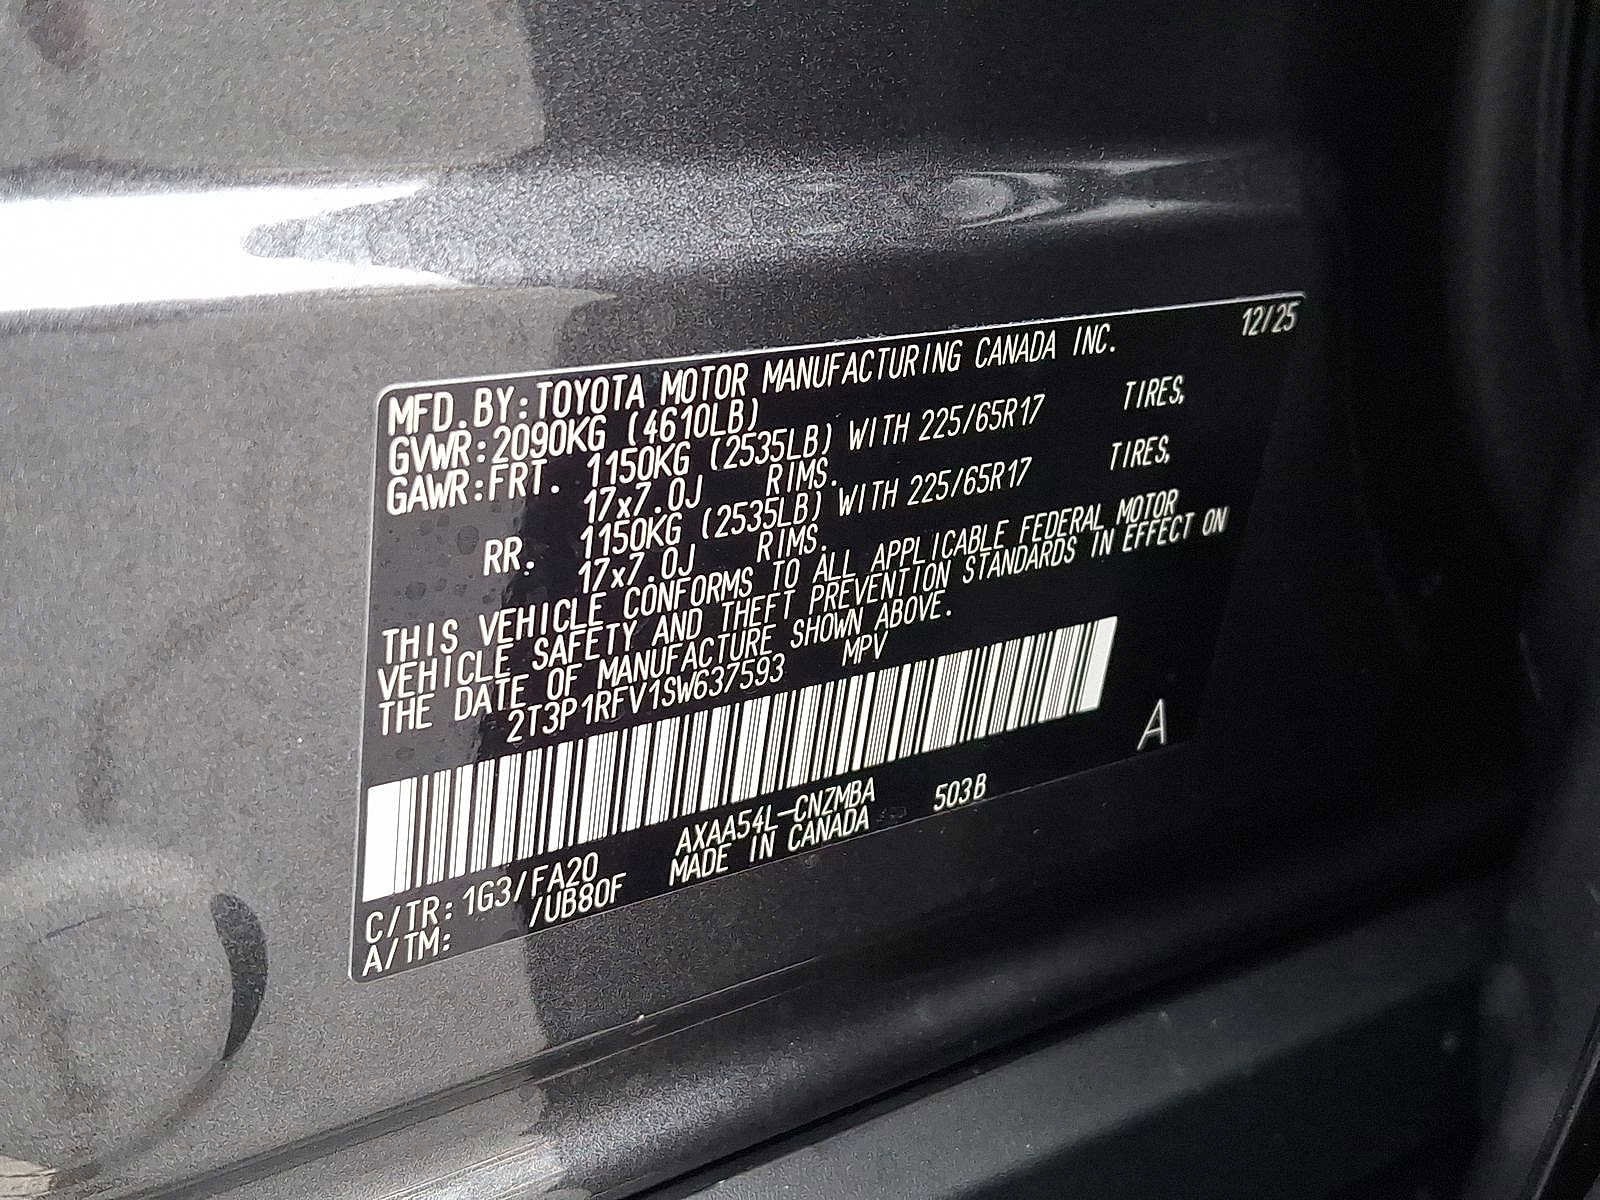 12/25
MFD.BY:TOYOTA MOTOR MANUFACTURING CANADA INC.
GVWR:2090KG (4610LB)
GAWR:FRT. 1150KG (2535LB) WITH 225/65R17 TIRES,
17x7.0J RIMS.
RR. 1150KG (2535LB) WITH 225/65R17 TIRES,
17x7.0J RIMS.
THIS VEHICLE CONFORMS TO ALL APPLICABLE FEDERAL MOTOR
VEHICLE SAFETY AND THEFT PREVENTION STANDARDS IN EFFECT ON
THE DATE OF MANUFACTURE SHOWN ABOVE.
2T3P1RFV1SW637593 MPV
A
C/TR:1G3/FA20 AXAA54L-CNZMBA 503B
A/TM: /UB80F MADE IN CANADA